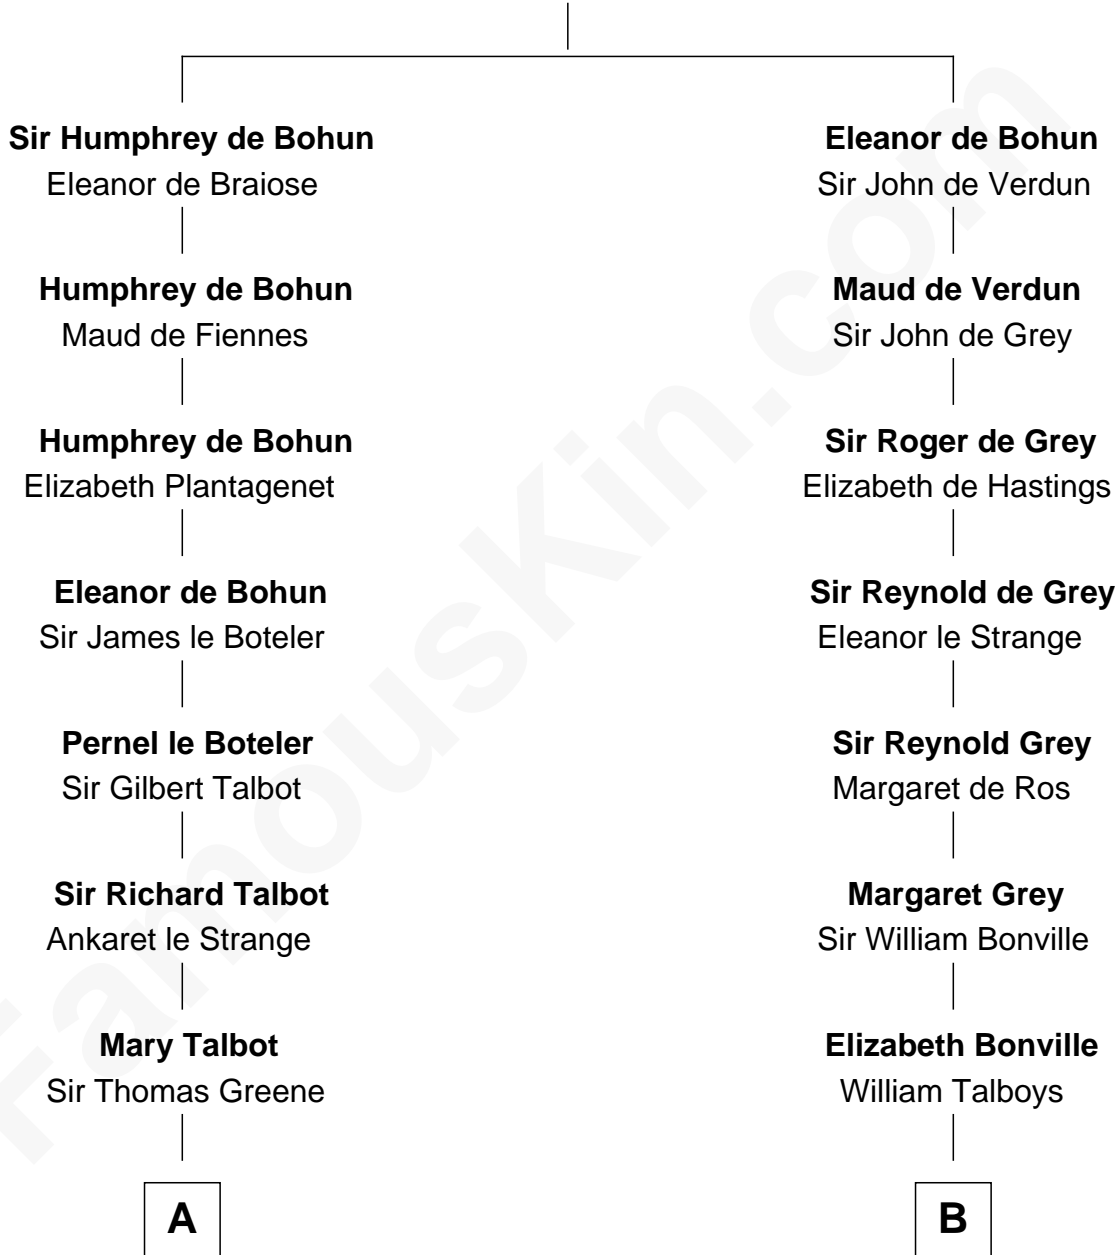 Sir Humphrey de Bohun
Eleanor de Braiose
Humphrey de Bohun
Maud de Fiennes
Humphrey de Bohun
Elizabeth Plantagenet
Eleanor de Bohun
Sir James le Boteler
Pernel le Boteler
Sir Gilbert Talbot
Sir Richard Talbot
Ankaret le Strange
Mary Talbot
Sir Thomas Greene
A
Eleanor de Bohun
Sir John de Verdun
Maud de Verdun
Sir John de Grey
Sir Roger de Grey
Elizabeth de Hastings
Sir Reynold de Grey
Eleanor le Strange
Sir Reynold Grey
Margaret de Ros
Margaret Grey
Sir William Bonville
Elizabeth Bonville
William Talboys
B
FamousKin.com